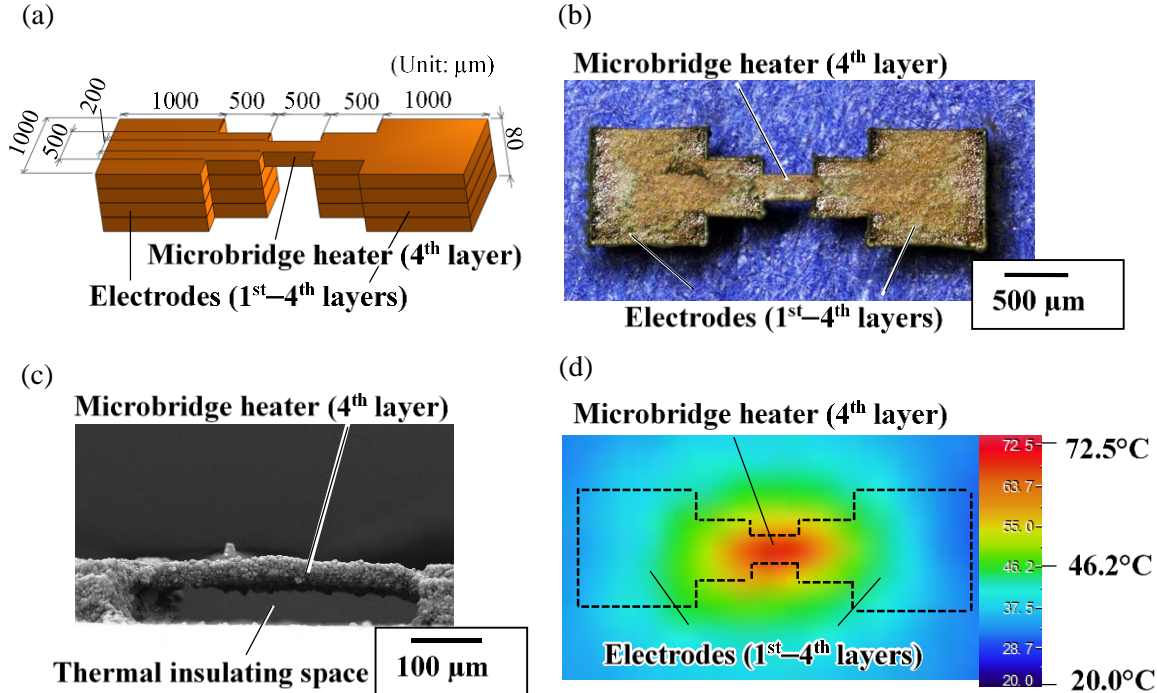 (a)
(Unit: µm)
1000 500 500 500 1000
200
1000
500
80
Microbridge heater (4th layer)
Electrodes (1st–4th layers)
(b)
Microbridge heater (4th layer)
Electrodes (1st–4th layers)
500 µm
(c)
Microbridge heater (4th layer)
Thermal insulating space
100 µm
(d)
Microbridge heater (4th layer)
Electrodes (1st–4th layers)
72.5
63.7
55.0
46.2
37.5
28.7
20.0
72.5°C
46.2°C
20.0°C